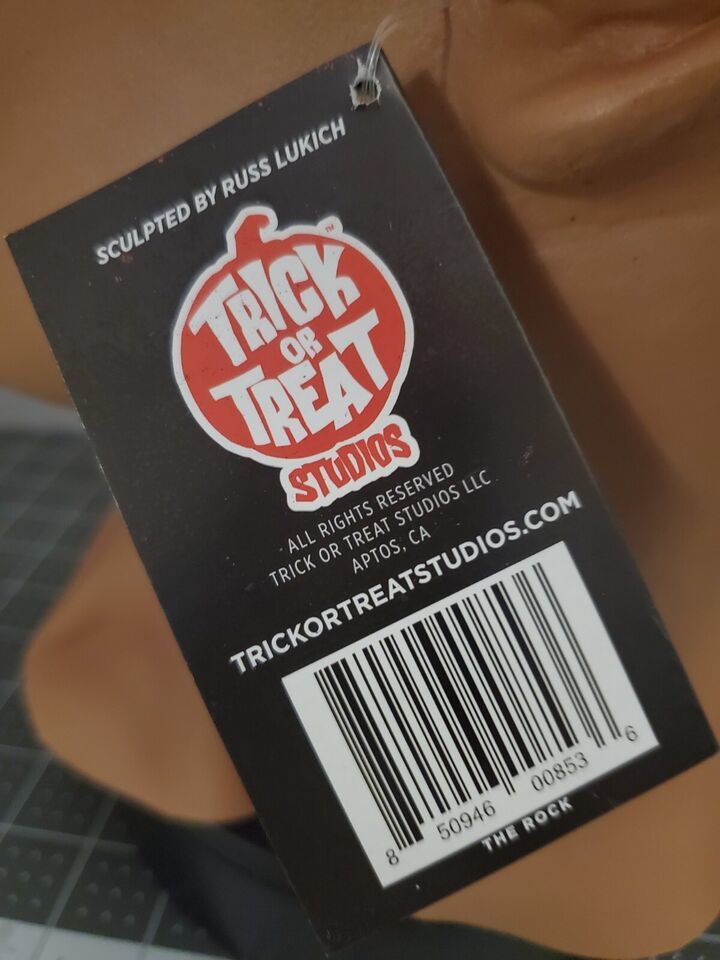 SCULPTED BY RUSS LUKICH
TRICK
OR
TREAT
STUDIOS
TM
ALL RIGHTS RESERVED
TRICK OR TREAT STUDIOS LLC
APTOS, CA
TRICKORTREATSTUDIOS.COM
8 50946 00853 6
THE ROCK